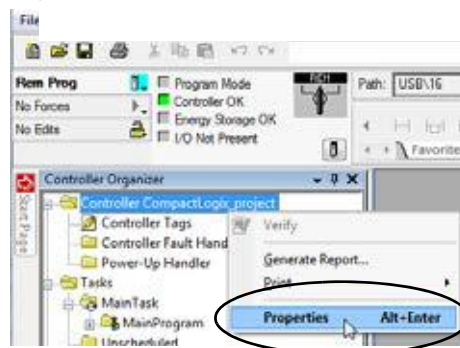 File
Rem Prog
Program Mode
Path: USB\16
No Forces
Controller OK
Energy Storage OK
No Edits
I/O Not Present
Favorite
Controller Organizer
Start Page
Controller CompactLogix_project
Controller Tags
Verify
Controller Fault Hand
Power-Up Handler
Generate Report...
Tasks
Print
MainTask
Properties Alt+Enter
MainProgram
Unscheduled